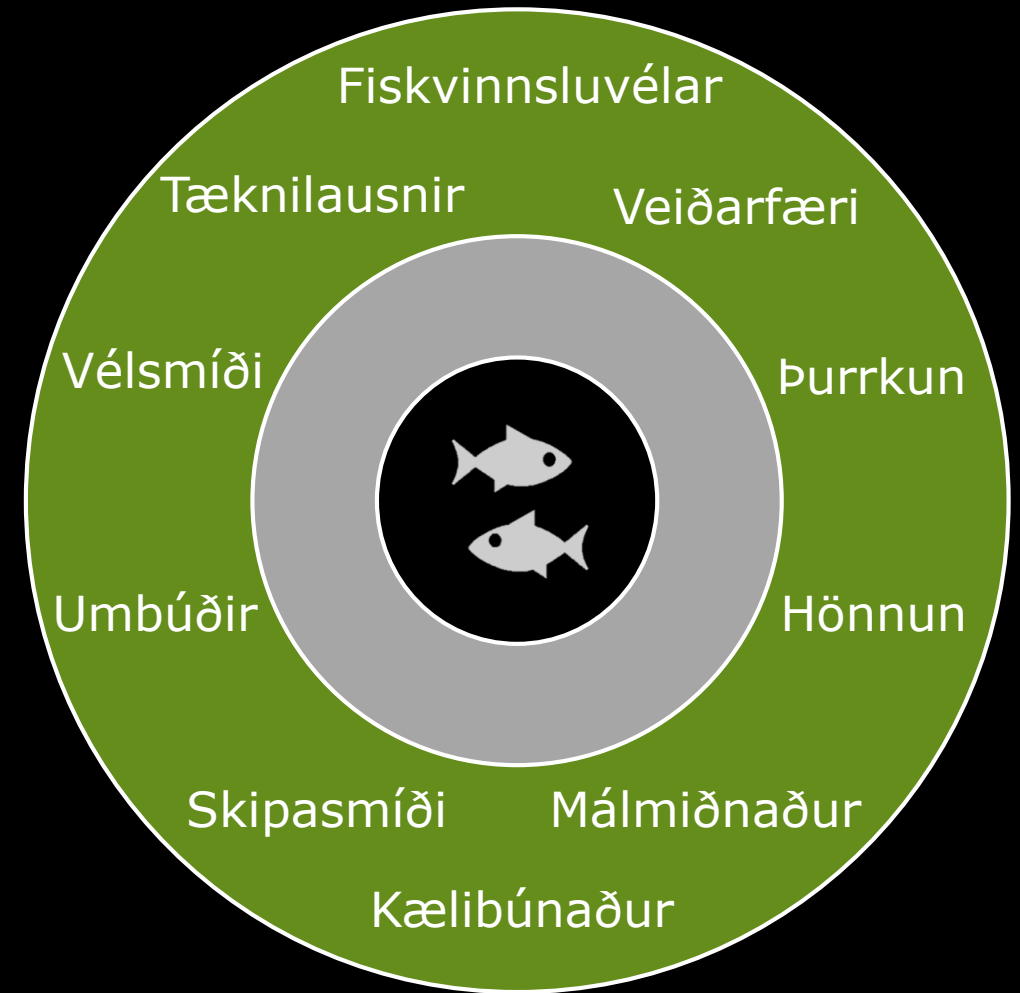 Fiskvinnsluvélar
Tæknilausnir
Veiðarfæri
Vélsmíði
Þurrkun
Umbúðir
Hönnun
Skipasmíði
Málmiðnaður
Kælibúnaður